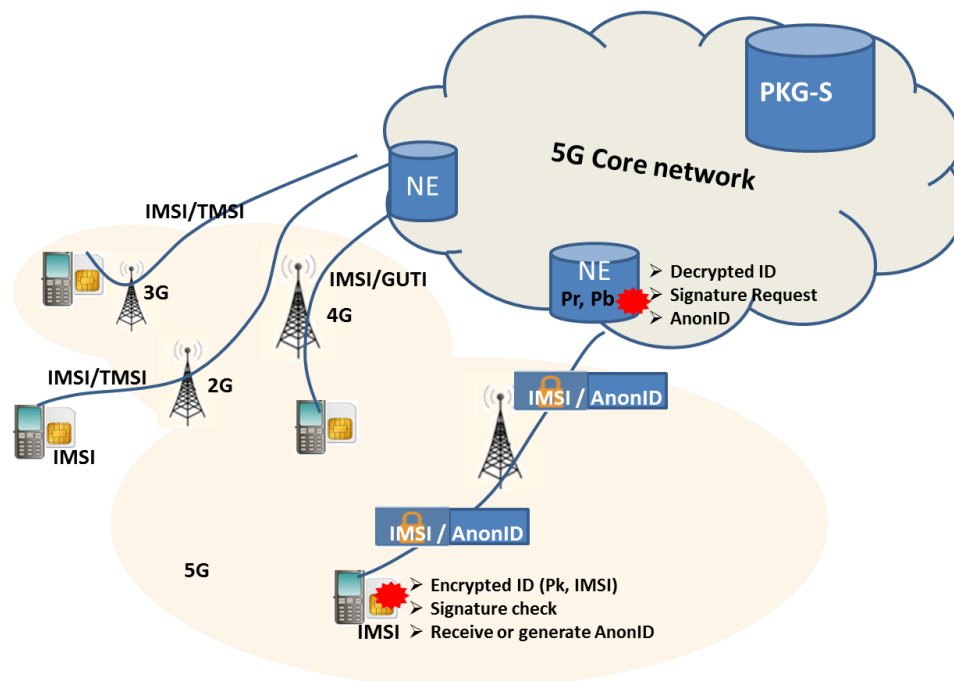 PKG-S
5G Core network
NE
IMSI/TMSI
NE
Pr, Pb
➢ Decrypted ID
➢ Signature Request
➢ AnonID
3G
IMSI/GUTI
4G
IMSI/TMSI
2G
IMSI
IMSI / AnonID
IMSI / AnonID
5G
➢ Encrypted ID (Pk, IMSI)
➢ Signature check
➢ Receive or generate AnonID
IMSI